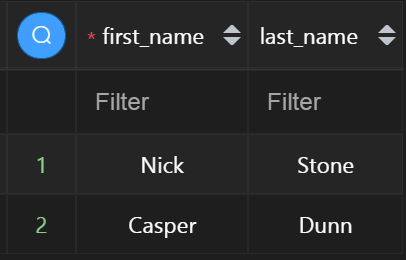 * first_name last_name
Filter Filter
1 Nick Stone
2 Casper Dunn